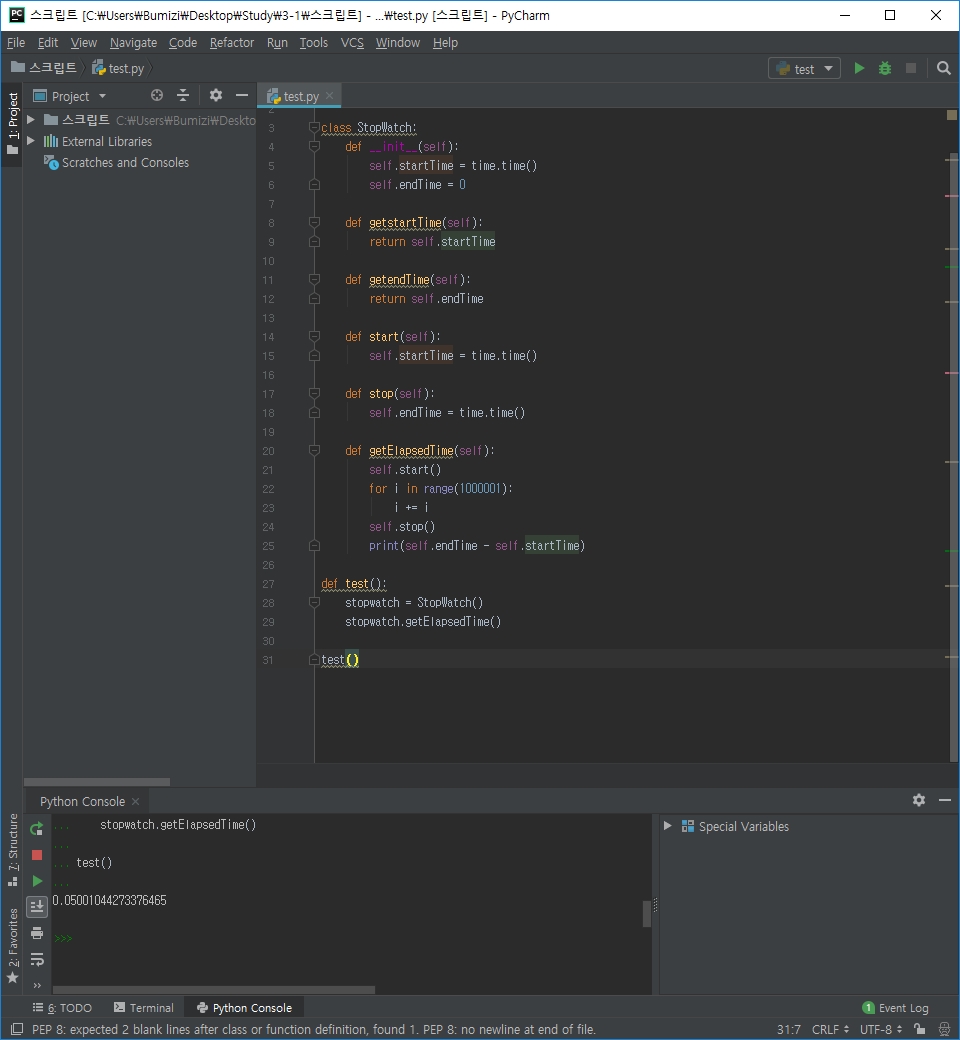 스크립트 [C:₩Users₩Bumizi₩Desktop₩Study₩3-1₩스크립트] - ...₩test.py [스크립트] - PyCharm
File Edit View Navigate Code Refactor Run Tools VCS Window Help
스크립트 test.py test
1: Project
Project
스크립트 C:₩Users₩Bumizi₩Deskto
External Libraries
Scratches and Consoles
test.py
2
3 class StopWatch:
4 def __init__(self):
5 self.startTime = time.time()
6 self.endTime = 0
7
8 def getstartTime(self):
9 return self.startTime
10
11 def getendTime(self):
12 return self.endTime
13
14 def start(self):
15 self.startTime = time.time()
16
17 def stop(self):
18 self.endTime = time.time()
19
20 def getElapsedTime(self):
21 self.start()
22 for i in range(1000001):
23 i += i
24 self.stop()
25 print(self.endTime - self.startTime)
26
27 def test():
28 stopwatch = StopWatch()
29 stopwatch.getElapsedTime()
30
31 test()
Python Console
... stopwatch.getElapsedTime()
...
... test()
...
0.05001044273376465
>>>
Special Variables
7: Structure
2: Favorites
6: TODO Terminal Python Console 1 Event Log
PEP 8: expected 2 blank lines after class or function definition, found 1. PEP 8: no newline at end of file. 31:7 CRLF UTF-8